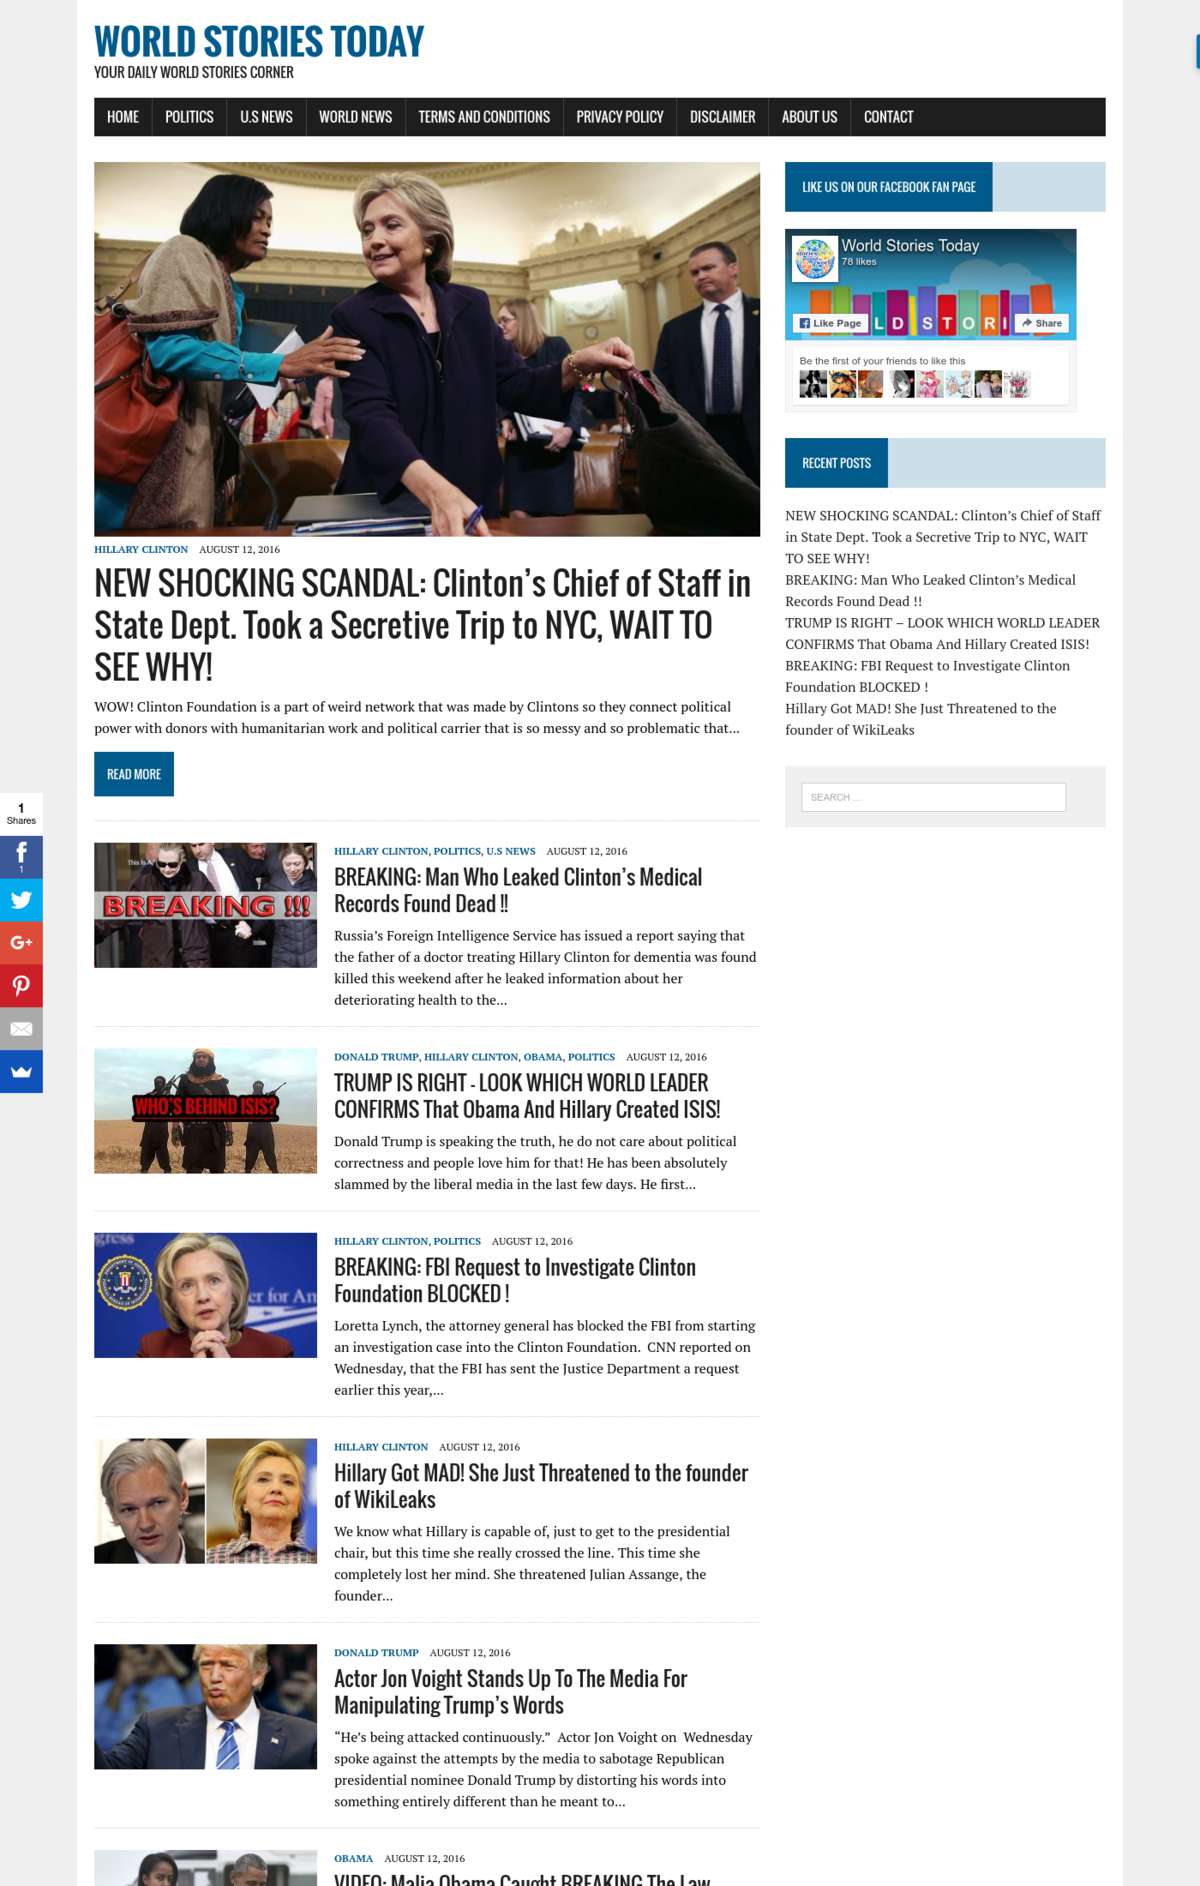 WORLD STORIES TODAY
YOUR DAILY WORLD STORIES CORNER
HOME POLITICS U.S NEWS WORLD NEWS TERMS AND CONDITIONS PRIVACY POLICY DISCLAIMER ABOUT US CONTACT
HILLARY CLINTON AUGUST 12, 2016
NEW SHOCKING SCANDAL: Clinton’s Chief of Staff in
State Dept. Took a Secretive Trip to NYC, WAIT TO
SEE WHY!
WOW! Clinton Foundation is a part of weird network that was made by Clintons so they connect political
power with donors with humanitarian work and political carrier that is so messy and so problematic that...
READ MORE
1
Shares
1
This Is A
BREAKING !!!
HILLARY CLINTON, POLITICS, U.S NEWS AUGUST 12, 2016
BREAKING: Man Who Leaked Clinton’s Medical
Records Found Dead !!
Russia’s Foreign Intelligence Service has issued a report saying that
the father of a doctor treating Hillary Clinton for dementia was found
killed this weekend after he leaked information about her
deteriorating health to the...
WHO'S BEHIND ISIS?
DONALD TRUMP, HILLARY CLINTON, OBAMA, POLITICS AUGUST 12, 2016
TRUMP IS RIGHT - LOOK WHICH WORLD LEADER
CONFIRMS That Obama And Hillary Created ISIS!
Donald Trump is speaking the truth, he do not care about political
correctness and people love him for that! He has been absolutely
slammed by the liberal media in the last few days. He first...
gress
er for Am
HILLARY CLINTON, POLITICS AUGUST 12, 2016
BREAKING: FBI Request to Investigate Clinton
Foundation BLOCKED !
Loretta Lynch, the attorney general has blocked the FBI from starting
an investigation case into the Clinton Foundation.  CNN reported on
Wednesday, that the FBI has sent the Justice Department a request
earlier this year,...
HILLARY CLINTON AUGUST 12, 2016
Hillary Got MAD! She Just Threatened to the founder
of WikiLeaks
We know what Hillary is capable of, just to get to the presidential
chair, but this time she really crossed the line. This time she
completely lost her mind. She threatened Julian Assange, the
founder...
DONALD TRUMP AUGUST 12, 2016
Actor Jon Voight Stands Up To The Media For
Manipulating Trump’s Words
“He’s being attacked continuously.”  Actor Jon Voight on  Wednesday
spoke against the attempts by the media to sabotage Republican
presidential nominee Donald Trump by distorting his words into
something entirely different than he meant to...
OBAMA AUGUST 12, 2016
VIDEO: Malia Obama Caught BREAKING The Law
LIKE US ON OUR FACEBOOK FAN PAGE
World Stories Today
78 likes
LD STORI
Like Page
Share
Be the first of your friends to like this
RECENT POSTS
NEW SHOCKING SCANDAL: Clinton’s Chief of Staff
in State Dept. Took a Secretive Trip to NYC, WAIT
TO SEE WHY!
BREAKING: Man Who Leaked Clinton’s Medical
Records Found Dead !!
TRUMP IS RIGHT – LOOK WHICH WORLD LEADER
CONFIRMS That Obama And Hillary Created ISIS!
BREAKING: FBI Request to Investigate Clinton
Foundation BLOCKED !
Hillary Got MAD! She Just Threatened to the
founder of WikiLeaks
SEARCH ...